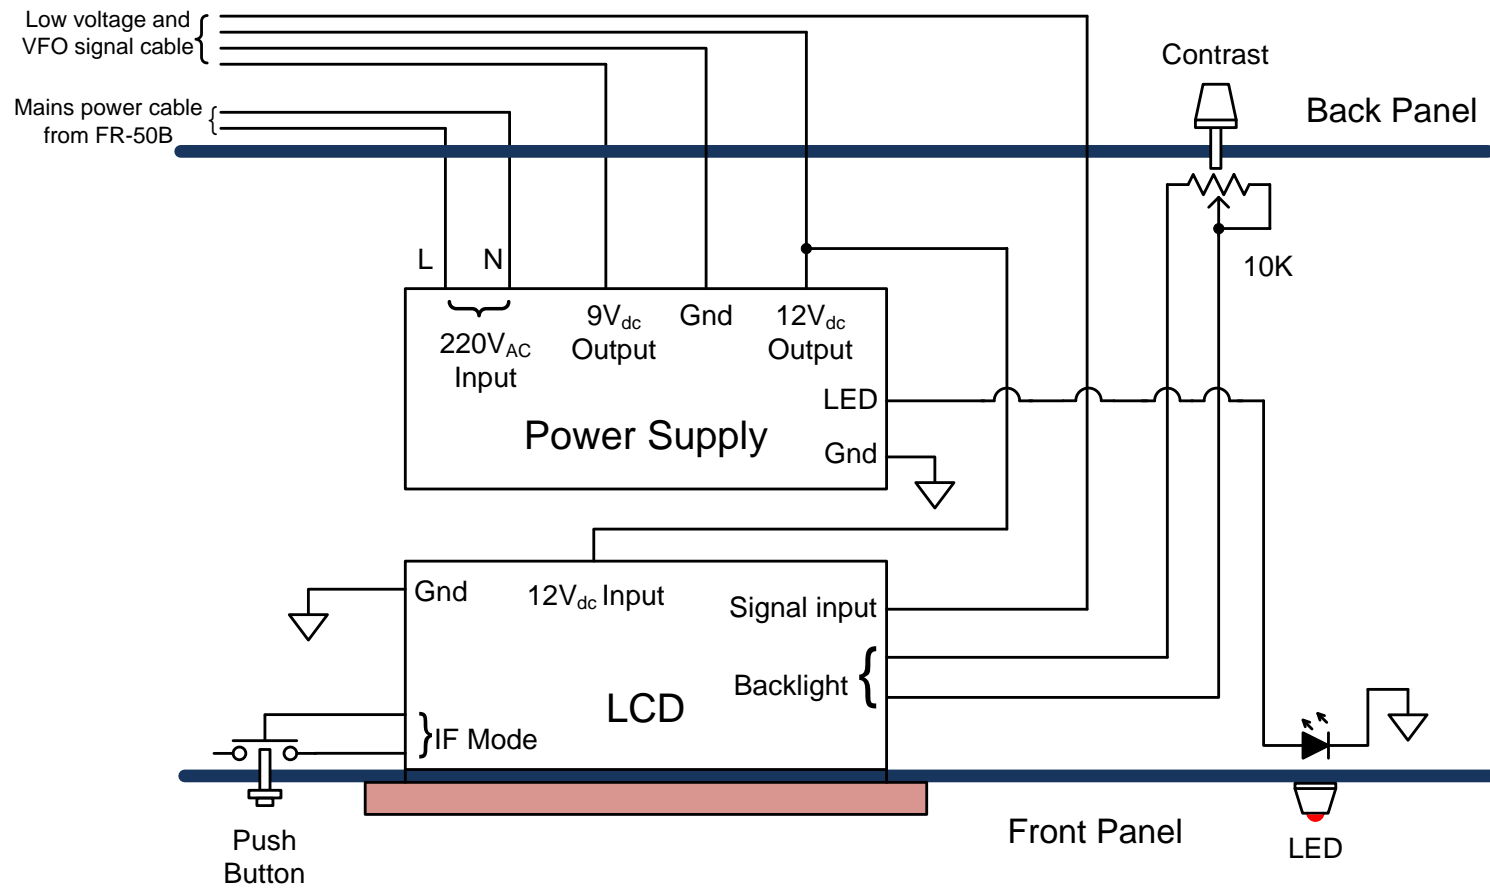 Low voltage and
VFO signal cable
Mains power cable
from FR-50B
Contrast
Back Panel
10K
L
N
220VAC
Input
9Vdc
Output
Gnd
12Vdc
Output
LED
Gnd
Power Supply
Gnd
12Vdc Input
Signal input
Backlight
LCD
IF Mode
Push
Button
Front Panel
LED